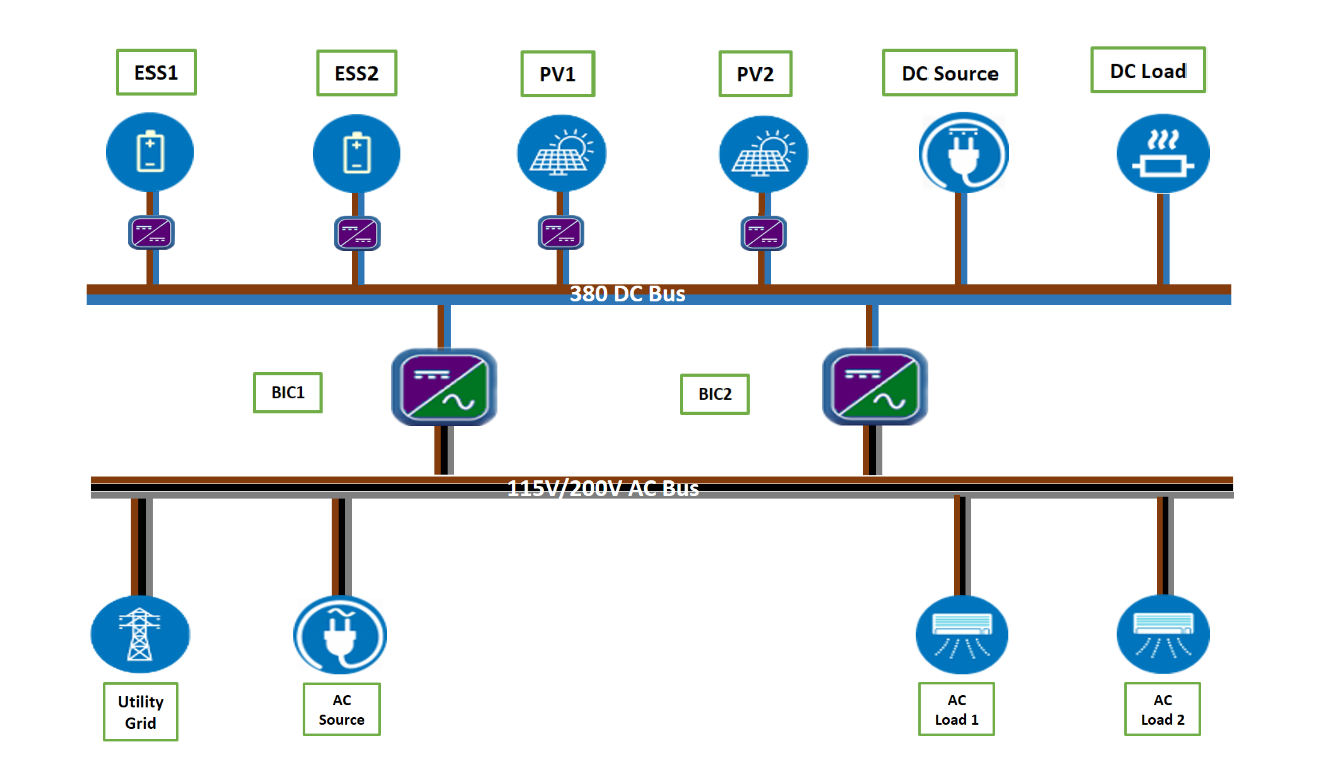 ESS1
ESS2
PV1
PV2
DC Source
DC Load
380 DC Bus
BIC1
BIC2
115V/200V AC Bus
Utility
Grid
AC
Source
AC
Load 1
AC
Load 2